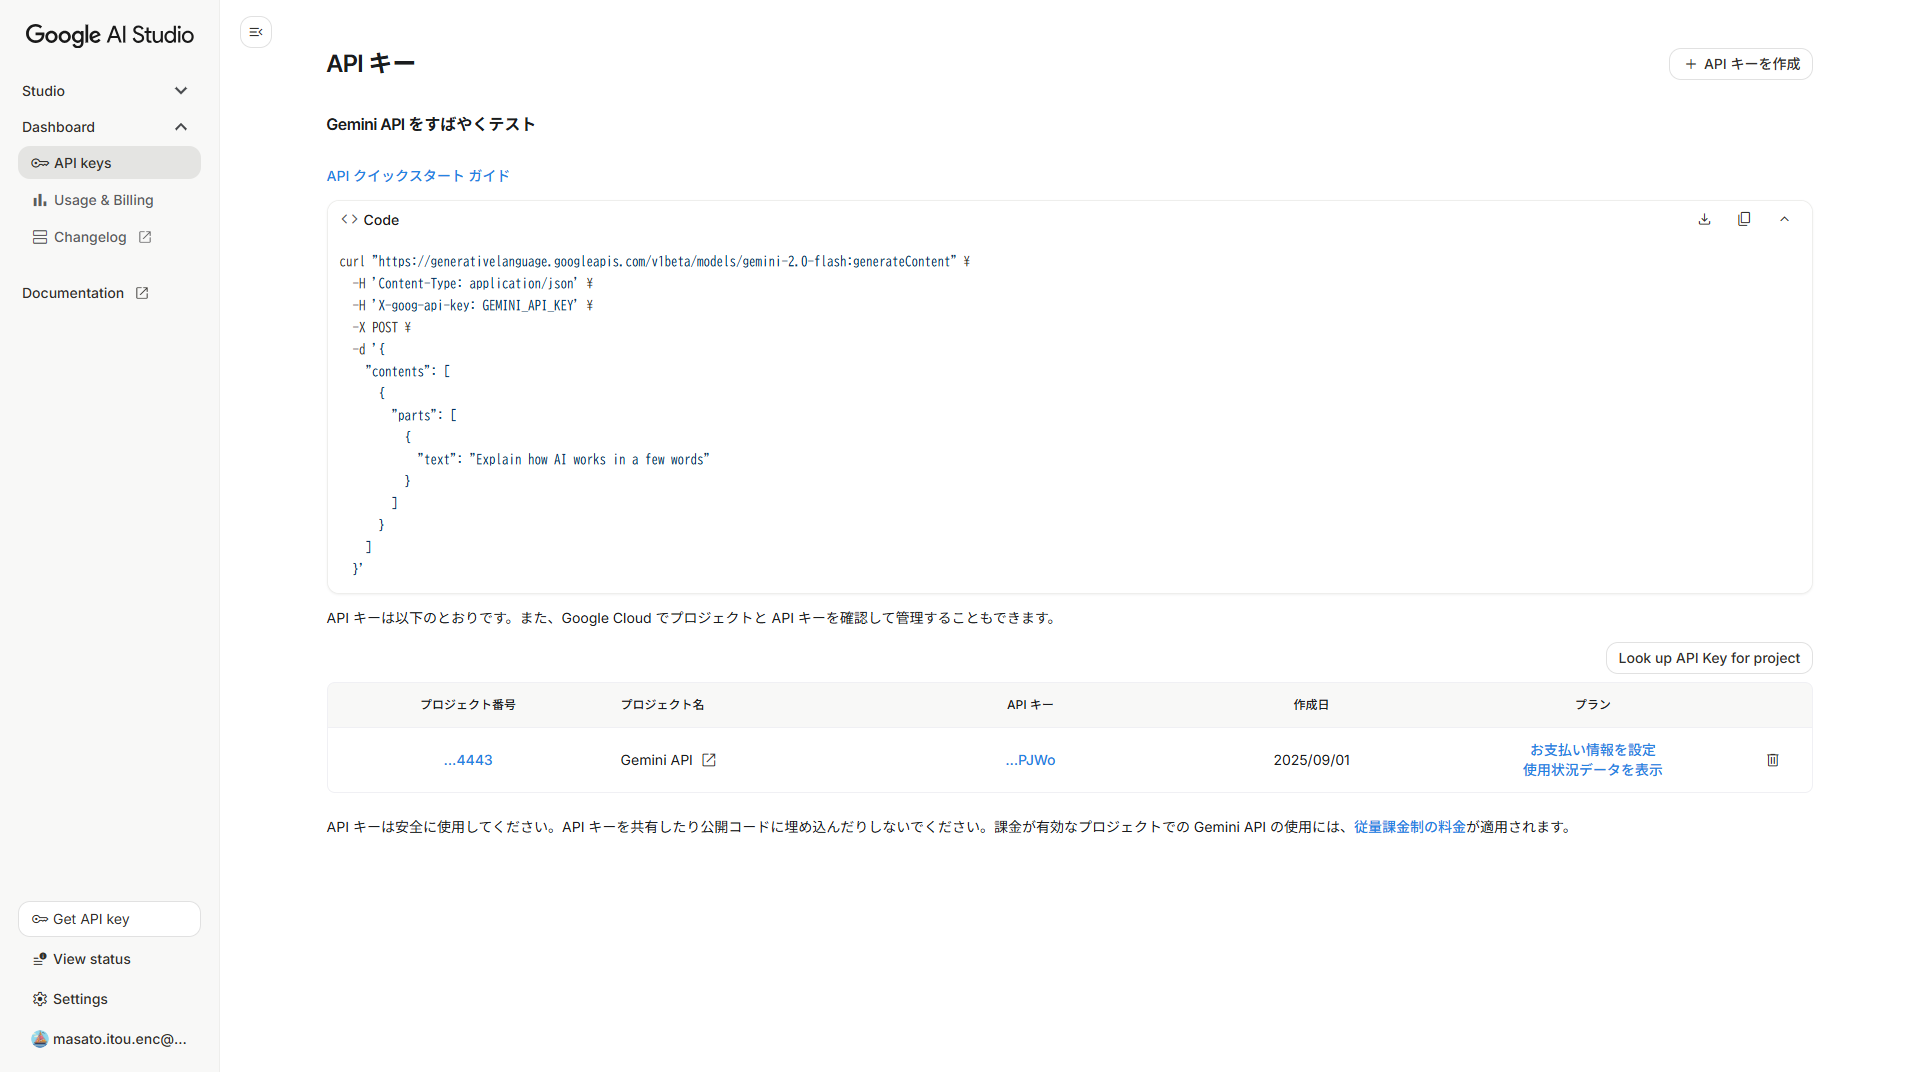 Google AI Studio
Studio
Dashboard
API keys
Usage & Billing
Changelog
Documentation
Get API key
View status
Settings
masato.itou.enc@...
API キー
API キーを作成
Gemini API をすばやくテスト
API クイックスタート ガイド
Code
curl "https://generativelanguage.googleapis.com/v1beta/models/gemini-2.0-flash:generateContent" ¥
-H 'Content-Type: application/json' ¥
-H 'X-goog-api-key: GEMINI_API_KEY' ¥
-X POST ¥
-d '{
"contents": [
{
"parts": [
{
"text": "Explain how AI works in a few words"
}
]
}
]
}'
API キーは以下のとおりです。また、Google Cloud でプロジェクトと API キーを確認して管理することもできます。
Look up API Key for project
プロジェクト番号 プロジェクト名 API キー 作成日 プラン
...4443 Gemini API ...PJWo 2025/09/01 お支払い情報を設定
使用状況データを表示
API キーは安全に使用してください。API キーを共有したり公開コードに埋め込んだりしないでください。課金が有効なプロジェクトでの Gemini API の使用には、従量課金制の料金が適用されます。